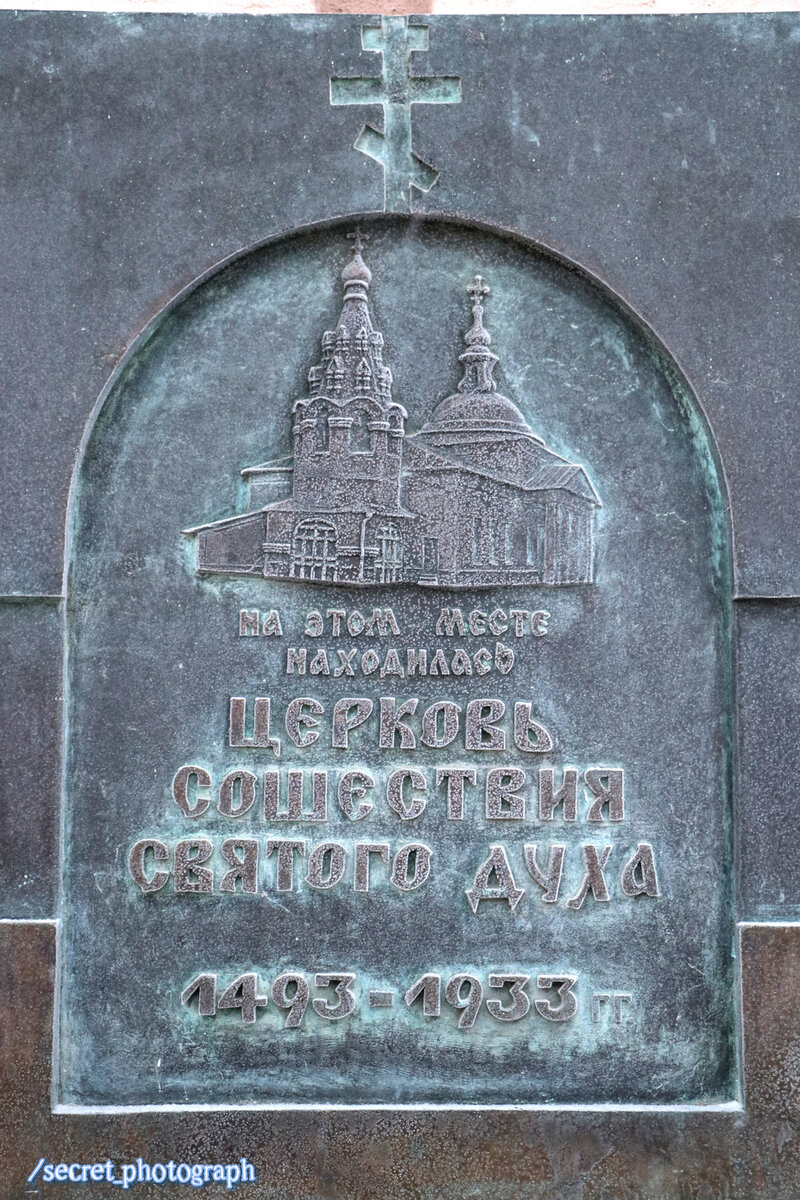 на этом месте
находилась
церковь
сошествия
святого духа
1493-1933 гг
/secret_photograph